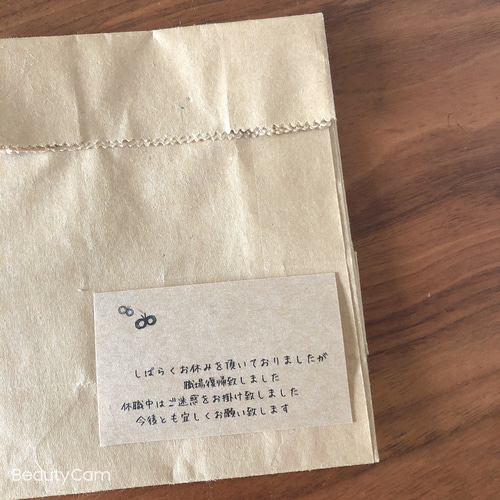 しばらくお休みを頂いておりましたが
職場復帰致しました
休職中はご迷惑をお掛け致しました
今後とも宜しくお願い致します
BeautyCam